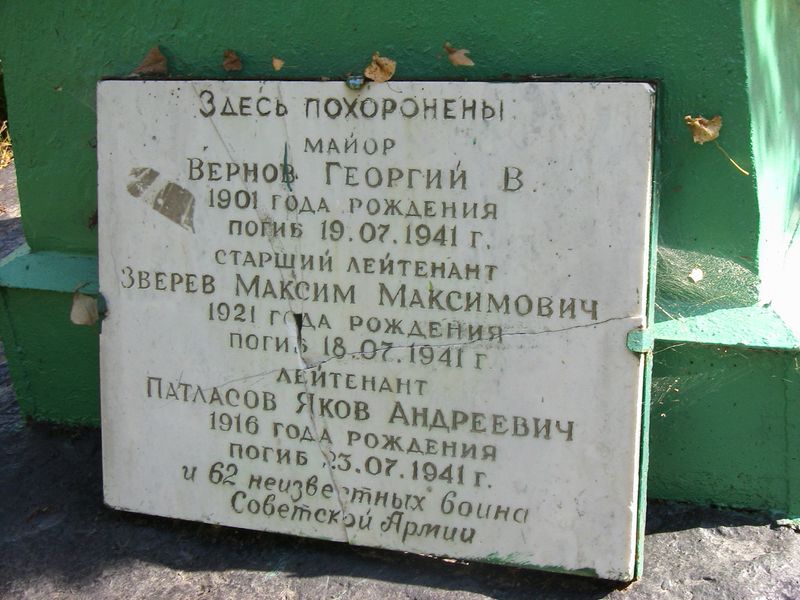 Здесь похоронены
майор
Вернов Георгий В
1901 года рождения
погиб 19.07.1941 г.
старший лейтенант
Зверев Максим Максимович
1921 года рождения
погиб 18.07.1941 г
лейтенант
Патласов Яков Андреевич
1916 года рождения
погиб 23.07.1941 г.
и 62 неизвестных воина
Советской Армии